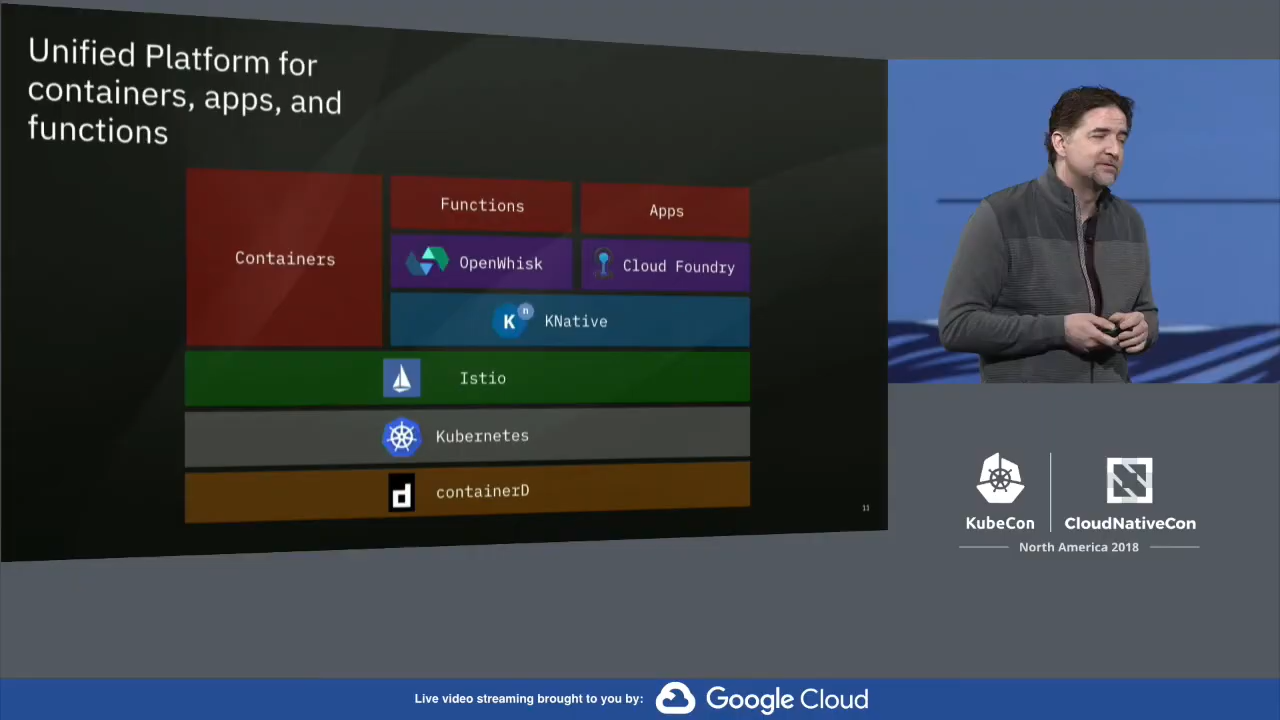 Unified Platform for
containers, apps, and
functions
Containers
Functions
Apps
OpenWhisk
Cloud Foundry
K n KNative
Istio
Kubernetes
d containerD
11
KubeCon
CloudNativeCon
North America 2018
Live video streaming brought to you by: Google Cloud